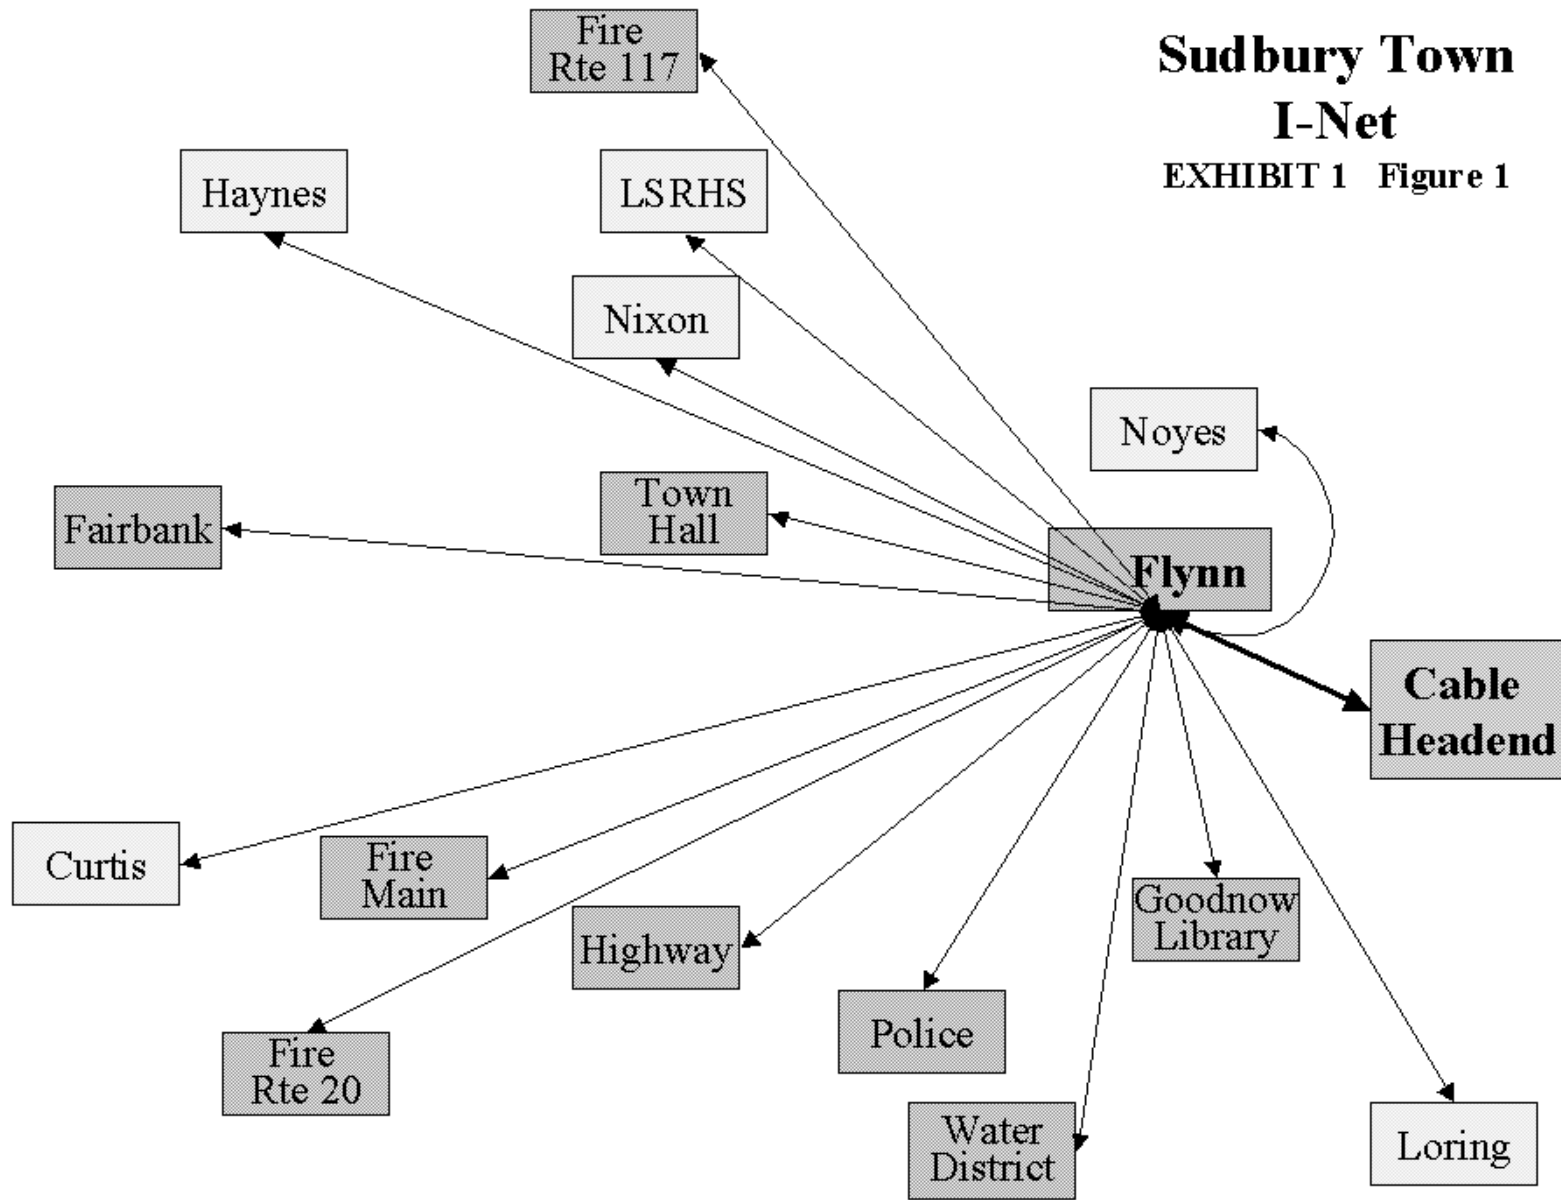 Fire
Rte 117
Sudbury Town
I-Net
EXHIBIT 1 Figure 1
Haynes
LSRHS
Nixon
Noyes
Town
Hall
Fairbank
Flynn
Cable
Headend
Curtis
Fire
Main
Goodnow
Library
Highway
Police
Fire
Rte 20
Water
District
Loring